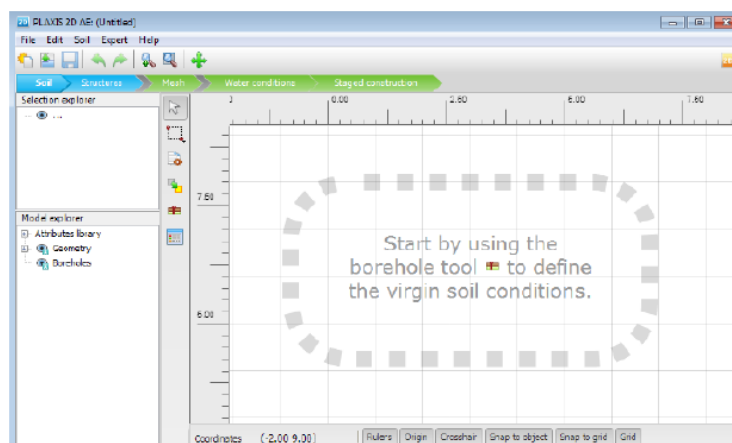 PLAXIS 2D AE: (Untitled)
File Edit Soil Expert Help
Soil Structures Mesh Water conditions Staged construction
Selection explorer
...
0.00 2.50 5.00 7.50
7.50
Model explorer
Attributes library
Geometry
Boreholes
Start by using the
borehole tool to define
the virgin soil conditions.
5.00
Coordinates (-2.00 9.00) Rulers Origin Crosshair Snap to object Snap to grid Grid